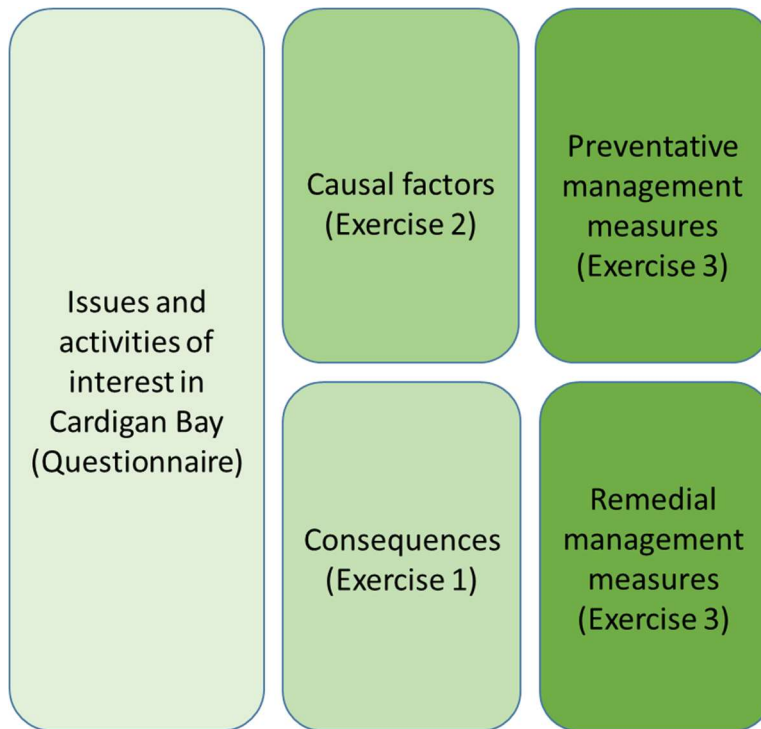 Issues and
activities of
interest in
Cardigan Bay
(Questionnaire)
Causal factors
(Exercise 2)
Preventative
management
measures
(Exercise 3)
Consequences
(Exercise 1)
Remedial
management
measures
(Exercise 3)